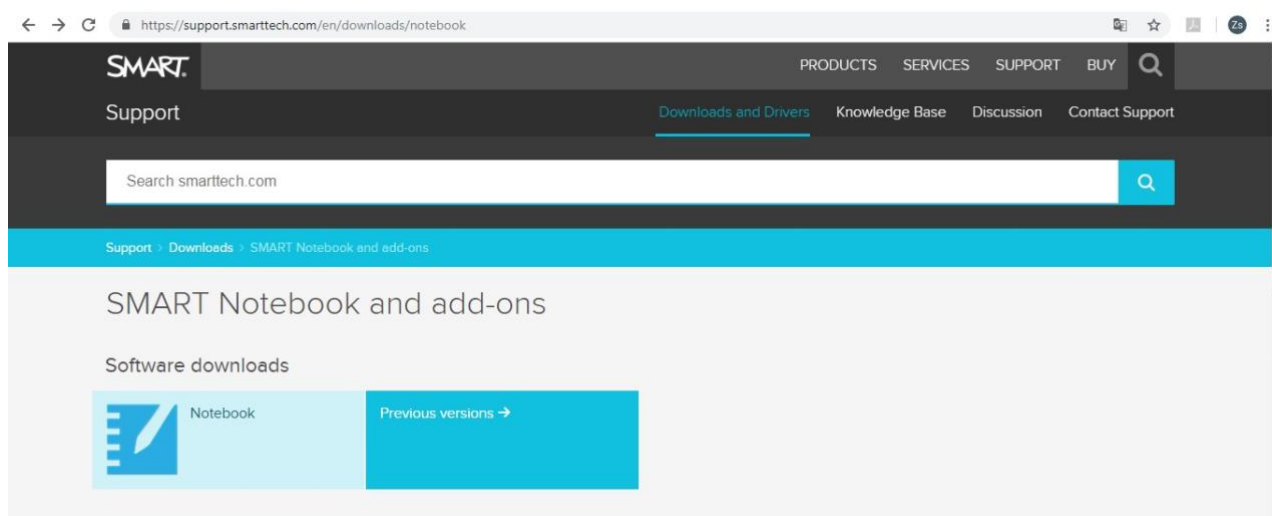 https://support.smarttech.com/en/downloads/notebook
Zs
SMART.
PRODUCTS SERVICES SUPPORT BUY
Support
Downloads and Drivers Knowledge Base Discussion Contact Support
Search smarttech.com
Support > Downloads > SMART Notebook and add-ons
SMART Notebook and add-ons
Software downloads
Notebook
Previous versions →